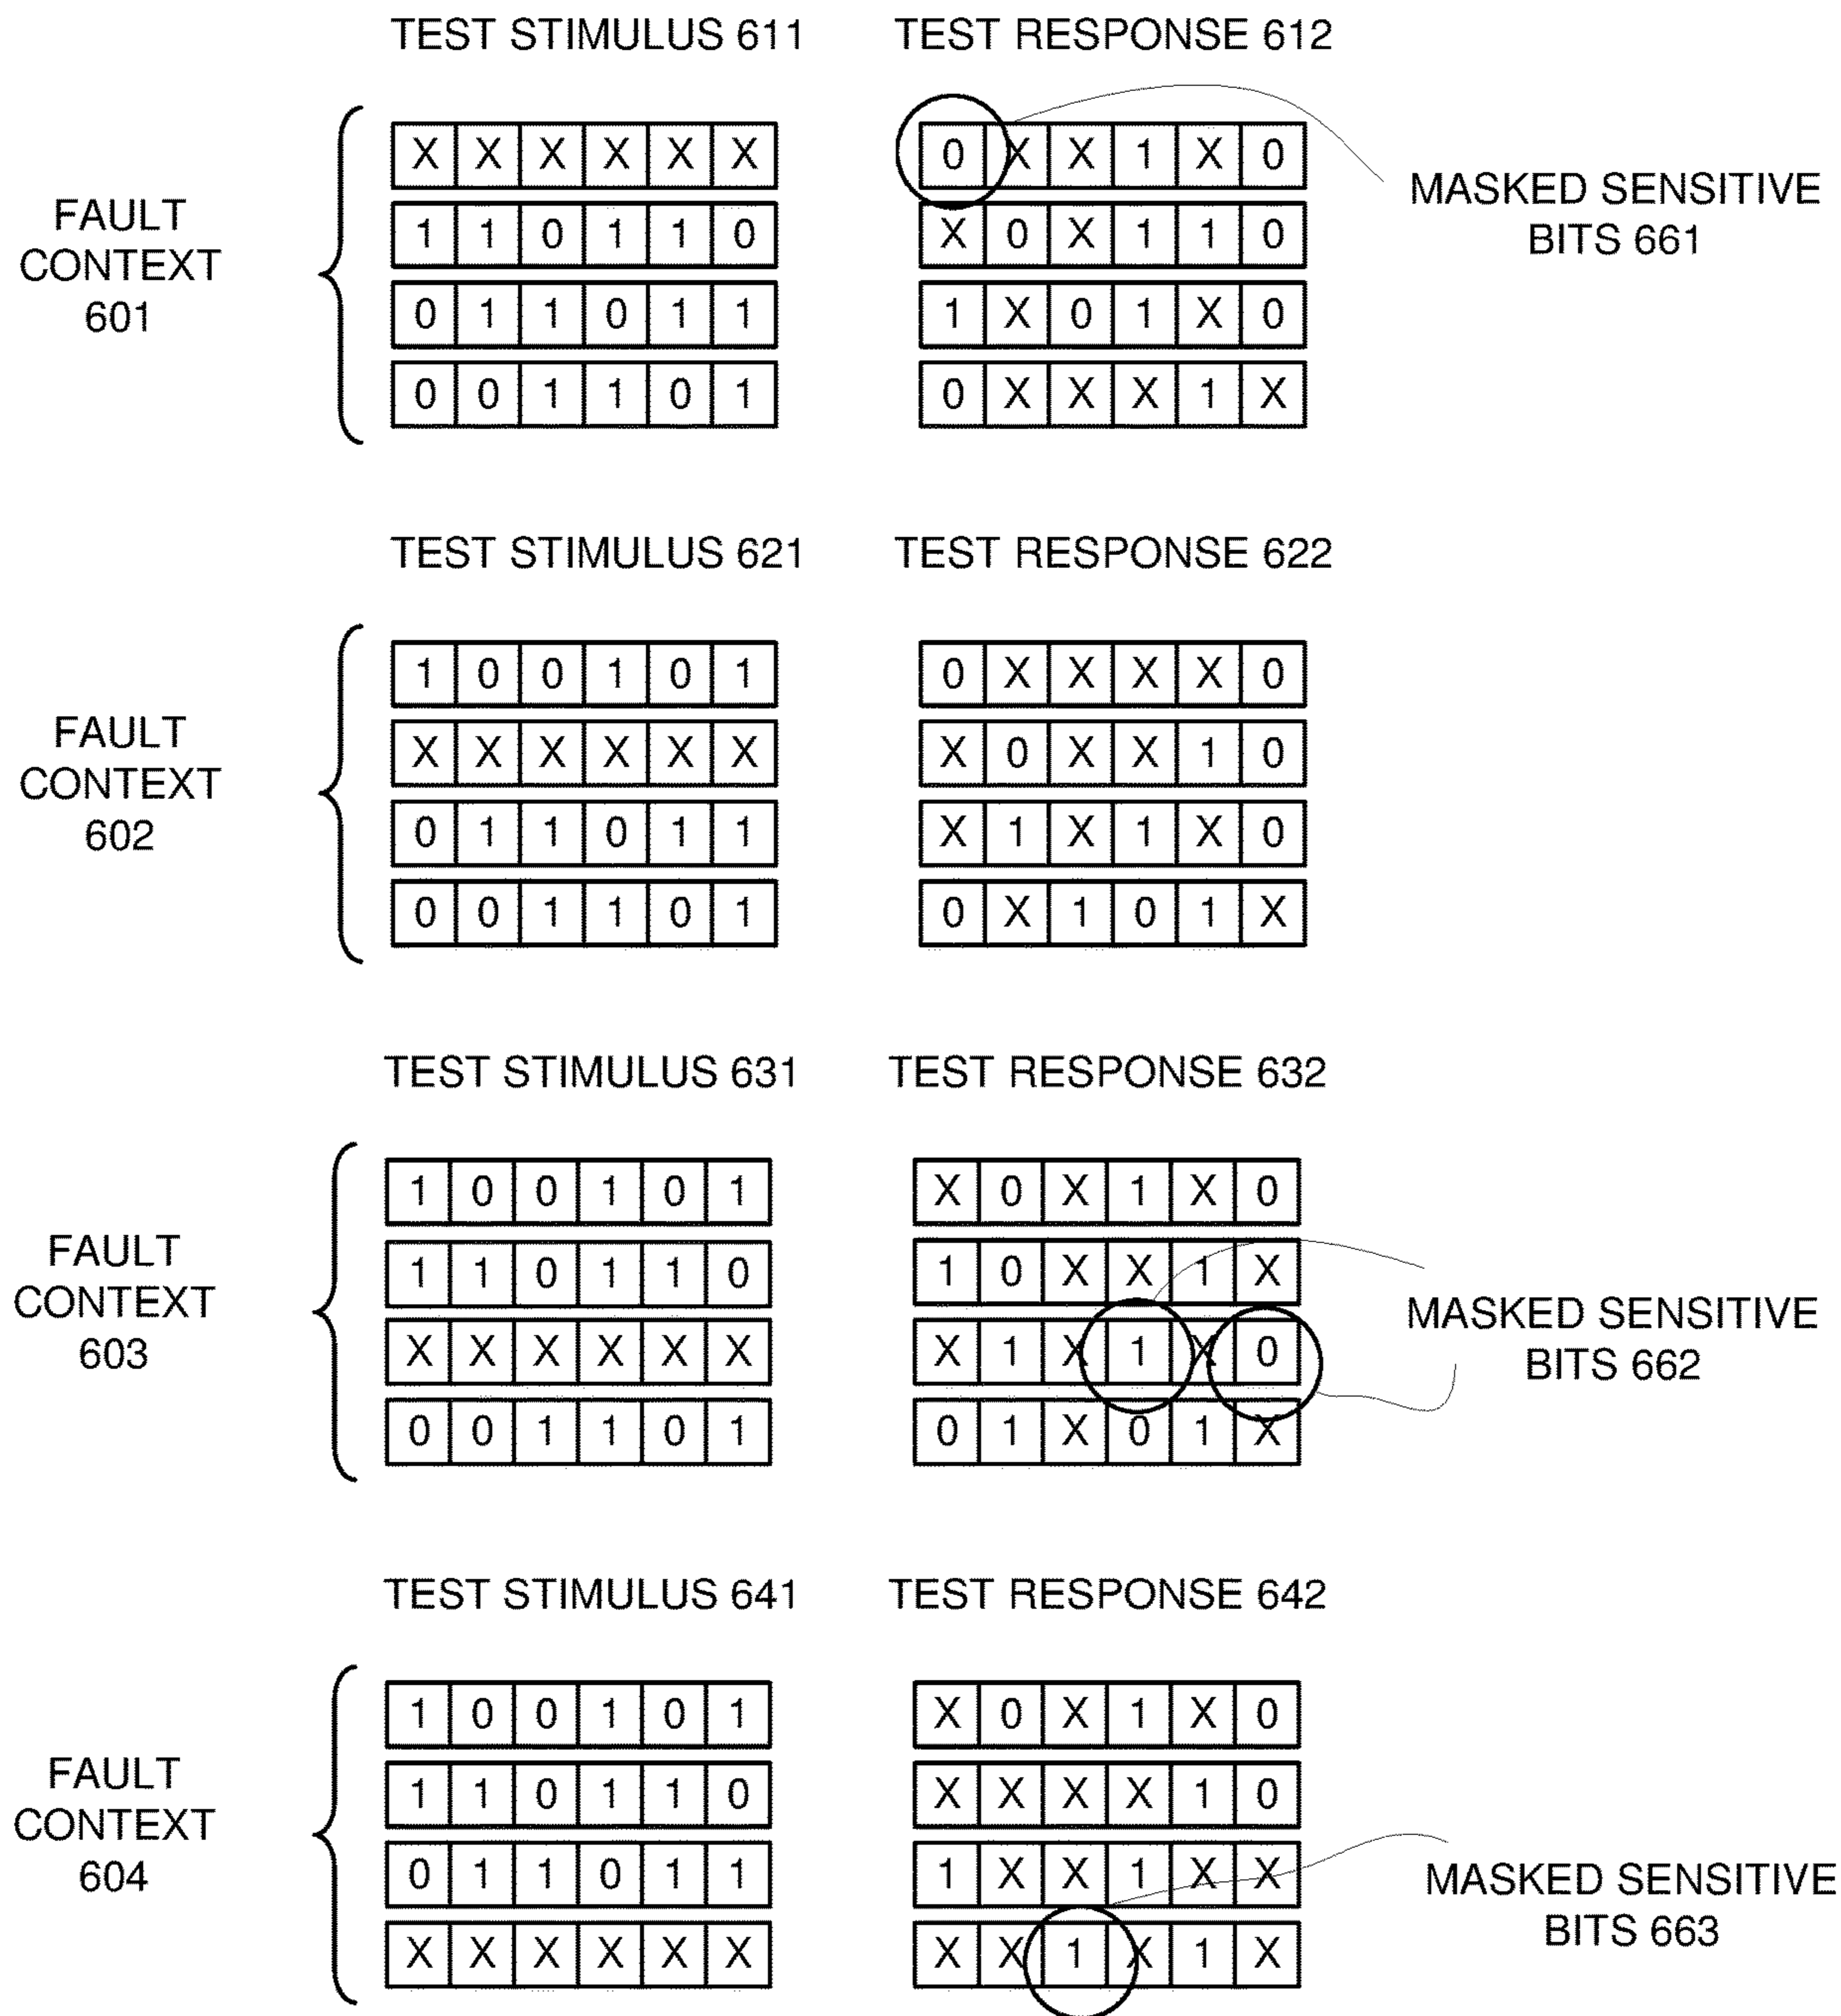 TEST STIMULUS 611 TEST RESPONSE 612
FAULT CONTEXT 601
X X X X X X 0 X X 1 X 0
1 1 0 1 1 0 X 0 X 1 1 0
0 1 1 0 1 1 1 X 0 1 X 0
0 0 1 1 0 1 0 X X X 1 X
MASKED SENSITIVE
BITS 661
TEST STIMULUS 621 TEST RESPONSE 622
FAULT
CONTEXT
602
1 0 0 1 0 1 0 X X X X 0
X X X X X X X 0 X X 1 0
0 1 1 0 1 1 X 1 X 1 X 0
0 0 1 1 0 1 0 X 1 0 1 X
TEST STIMULUS 631 TEST RESPONSE 632
FAULT
CONTEXT
603
1 0 0 1 0 1 X 0 X 1 X 0
1 1 0 1 1 0 1 0 X X 1 X
X X X X X X X 1 X 1 X 0
0 0 1 1 0 1 0 1 X 0 1 X
MASKED SENSITIVE
BITS 662
TEST STIMULUS 641 TEST RESPONSE 642
FAULT
CONTEXT
604
1 0 0 1 0 1 X 0 X 1 X 0
1 1 0 1 1 0 X X X X 1 0
0 1 1 0 1 1 1 X X 1 X X
X X X X X X X X 1 X 1 X
MASKED SENSITIVE
BITS 663